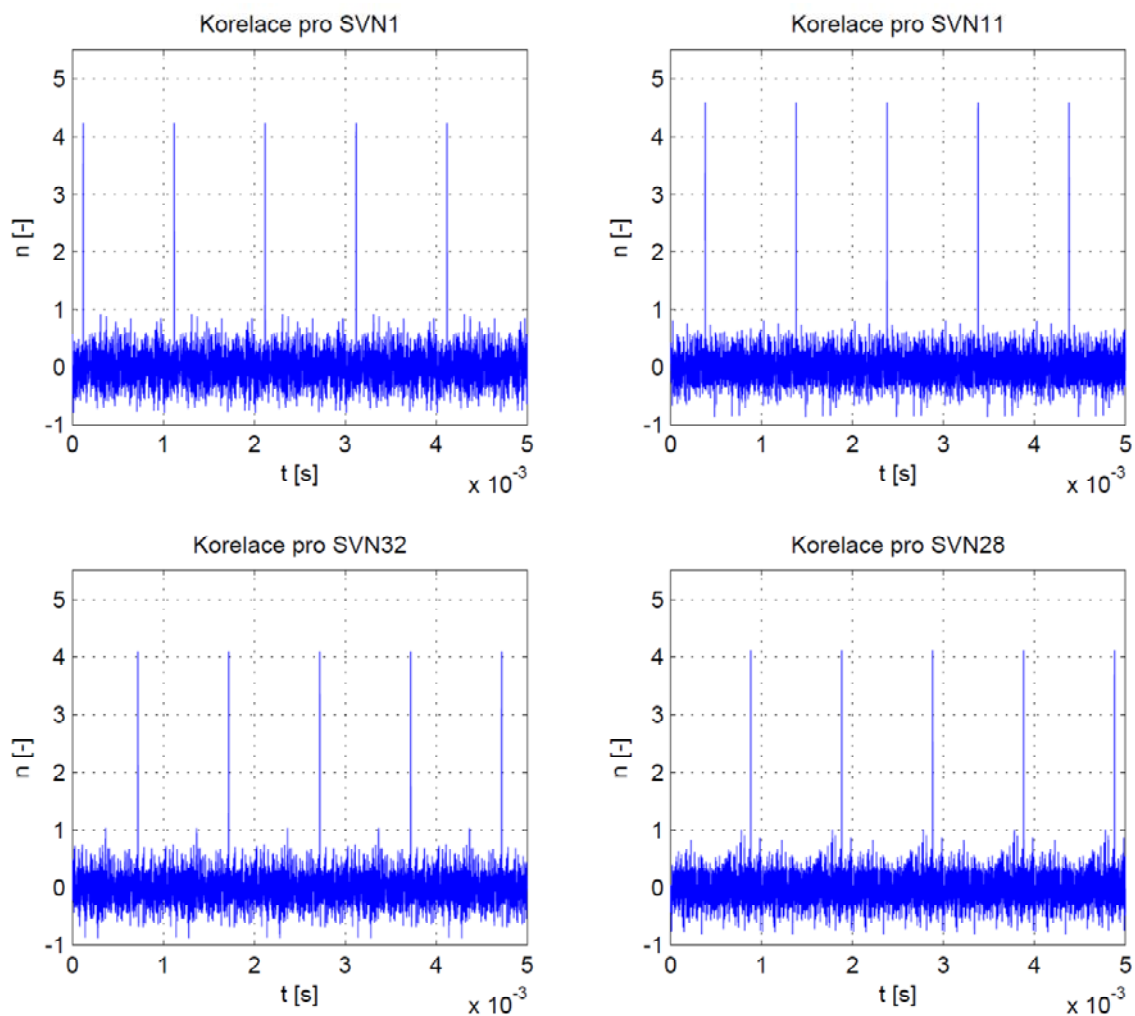 Korelace pro SVN1
5
4
3
2
1
0
-1
n [-]
0 1 2 3 4 5
t [s]
x 10^-3
Korelace pro SVN11
5
4
3
2
1
0
-1
n [-]
0 1 2 3 4 5
t [s]
x 10^-3
Korelace pro SVN32
5
4
3
2
1
0
-1
n [-]
0 1 2 3 4 5
t [s]
x 10^-3
Korelace pro SVN28
5
4
3
2
1
0
-1
n [-]
0 1 2 3 4 5
t [s]
x 10^-3